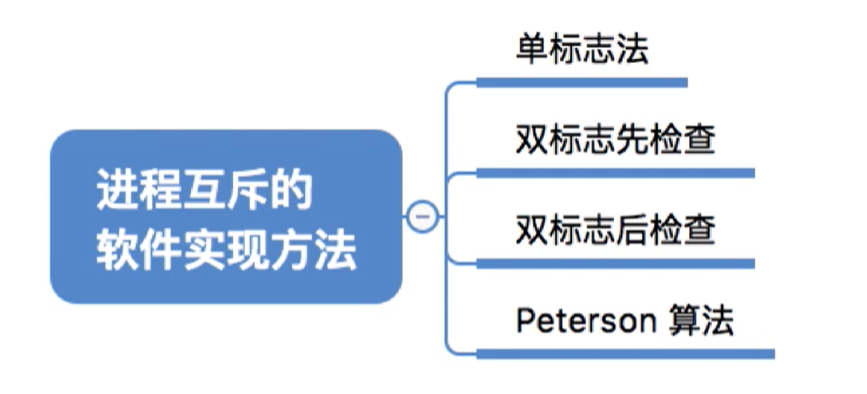 进程互斥的
软件实现方法
单标志法
双标志先检查
双标志后检查
Peterson 算法